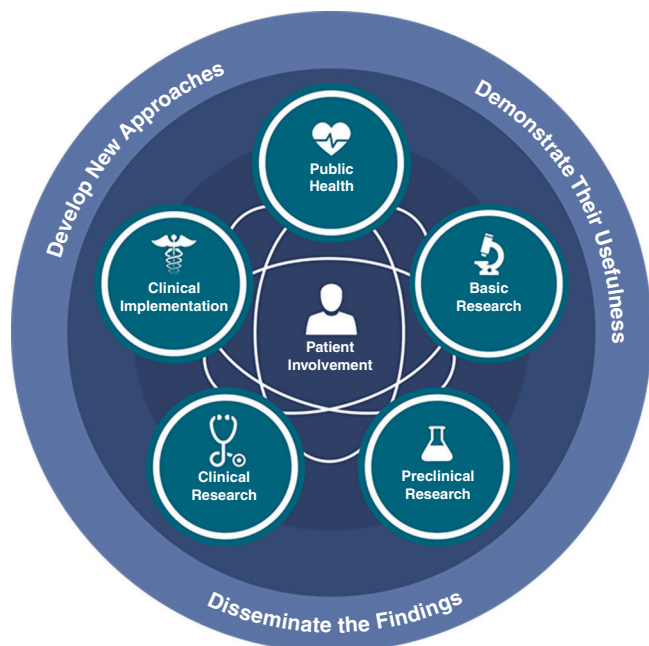 Develop New Approaches
Demonstrate Their Usefulness
Public
Health
Clinical
Implementation
Basic
Research
Patient
Involvement
Clinical
Research
Preclinical
Research
Disseminate the Findings